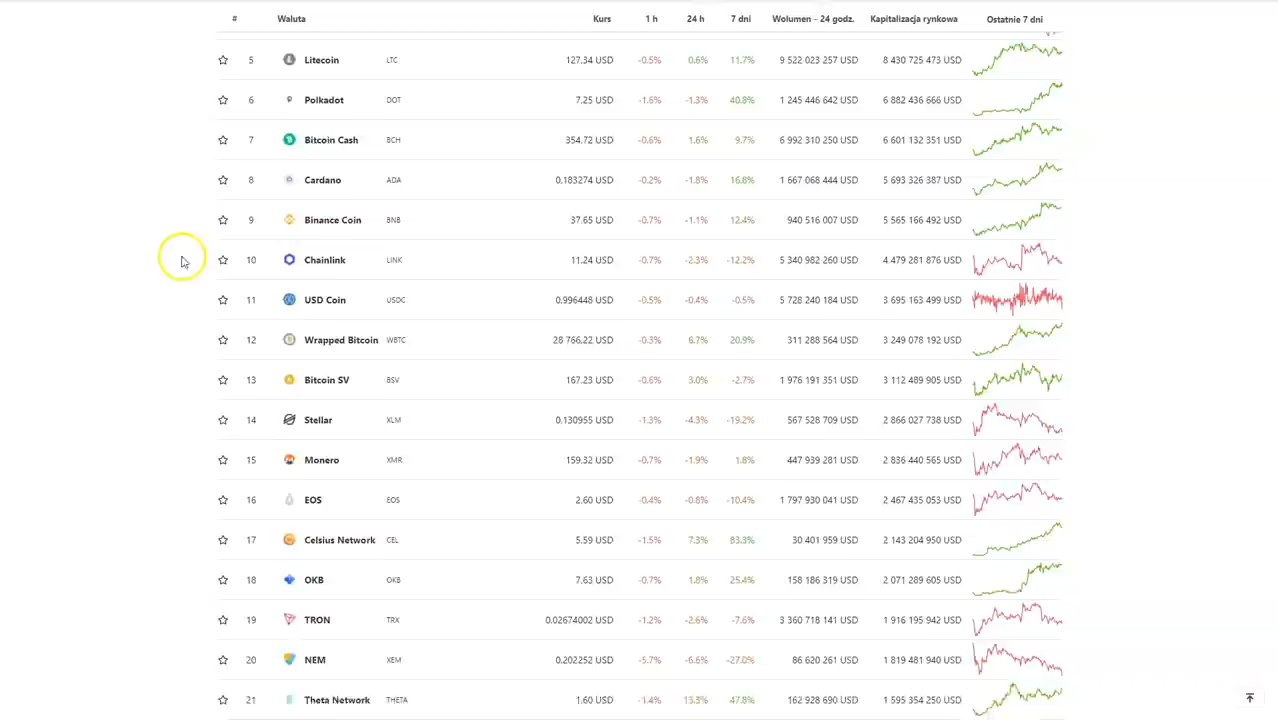 # Waluta Kurs 1 h 24 h 7 dni Wolumen - 24 godz. Kapitalizacja rynkowa Ostatnie 7 dni
5 Litecoin LTC 127.34 USD -0.5% 0.6% 11.7% 9 522 023 257 USD 8 430 725 473 USD
6 Polkadot DOT 7.25 USD -1.6% -1.3% 40.8% 1 245 446 642 USD 6 882 436 666 USD
7 Bitcoin Cash BCH 354.72 USD -0.6% 1.6% 9.7% 6 992 310 250 USD 6 601 132 351 USD
8 Cardano ADA 0.183274 USD -0.2% -1.8% 16.8% 1 667 068 444 USD 5 693 326 387 USD
9 Binance Coin BNB 37.65 USD -0.7% -1.1% 12.4% 940 516 007 USD 5 565 166 492 USD
10 Chainlink LINK 11.24 USD -0.7% -2.3% -12.2% 5 340 982 260 USD 4 479 281 876 USD
11 USD Coin USDC 0.996448 USD -0.5% -0.4% -0.5% 5 728 240 184 USD 3 695 163 499 USD
12 Wrapped Bitcoin WBTC 28 766.22 USD -0.3% 6.7% 20.9% 311 288 564 USD 3 249 078 192 USD
13 Bitcoin SV BSV 167.23 USD -0.6% 3.0% -2.7% 1 976 191 351 USD 3 112 489 905 USD
14 Stellar XLM 0.130955 USD -1.3% -4.3% -19.2% 567 528 709 USD 2 866 027 738 USD
15 Monero XMR 159.32 USD -0.7% -1.9% 1.8% 447 939 281 USD 2 836 440 565 USD
16 EOS EOS 2.60 USD -0.4% -0.8% -10.4% 1 797 930 041 USD 2 467 435 053 USD
17 Celsius Network CEL 5.59 USD -1.5% 7.3% 83.3% 30 401 959 USD 2 143 204 950 USD
18 OKB OKB 7.63 USD -0.7% 1.8% 25.4% 158 186 319 USD 2 071 289 605 USD
19 TRON TRX 0.02674002 USD -1.2% -2.6% -7.6% 3 360 718 141 USD 1 916 195 942 USD
20 NEM XEM 0.202252 USD -5.7% -6.6% -27.0% 86 620 261 USD 1 819 481 940 USD
21 Theta Network THETA 1.60 USD -1.4% 47.8% 162 928 690 USD 1 595 354 250 USD